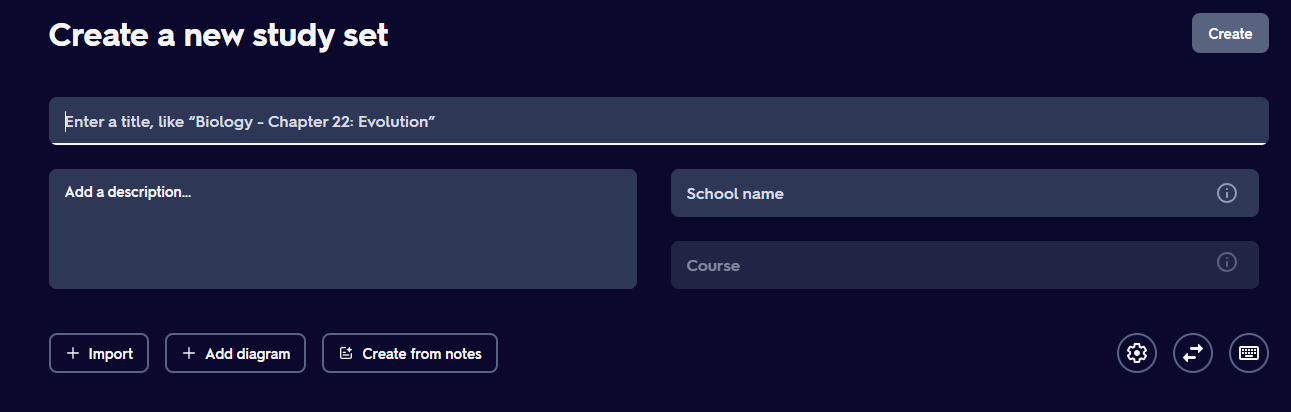 Create a new study set
Create
Enter a title, like “Biology - Chapter 22: Evolution”
Add a description...
School name
Course
+ Import
+ Add diagram
Create from notes